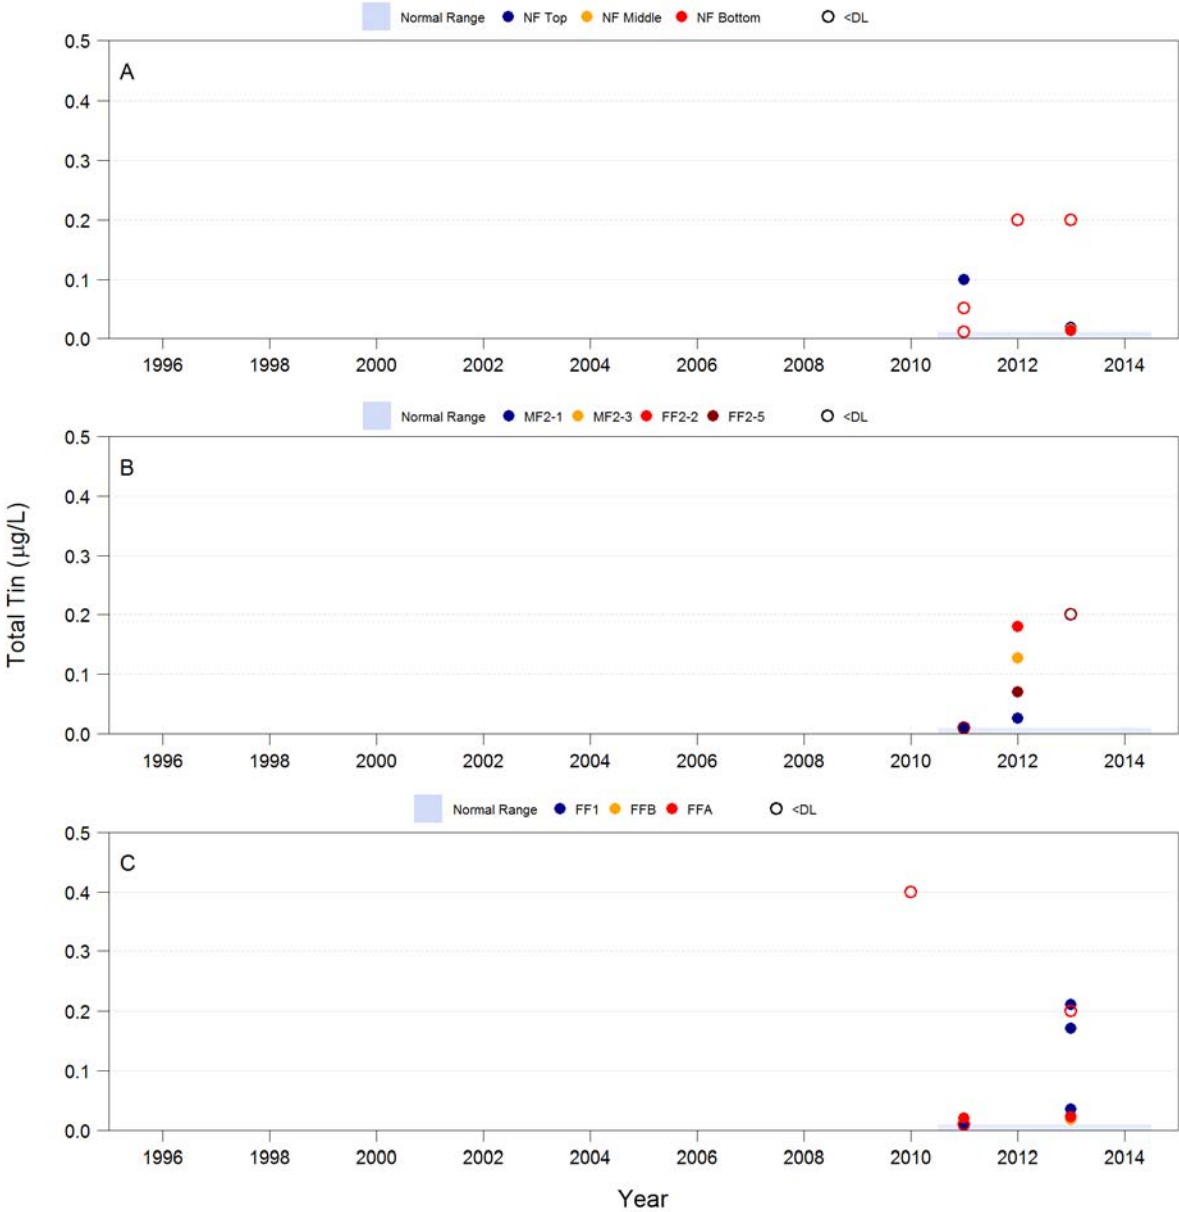 Normal Range NF Top NF Middle NF Bottom <DL
A
0.5
0.4
0.3
0.2
0.1
0.0
1996 1998 2000 2002 2004 2006 2008 2010 2012 2014
Normal Range MF2-1 MF2-3 FF2-2 FF2-5 <DL
B
0.5
0.4
0.3
0.2
0.1
0.0
1996 1998 2000 2002 2004 2006 2008 2010 2012 2014
Total Tin (µg/L)
Normal Range FF1 FFB FFA <DL
C
0.5
0.4
0.3
0.2
0.1
0.0
1996 1998 2000 2002 2004 2006 2008 2010 2012 2014
Year